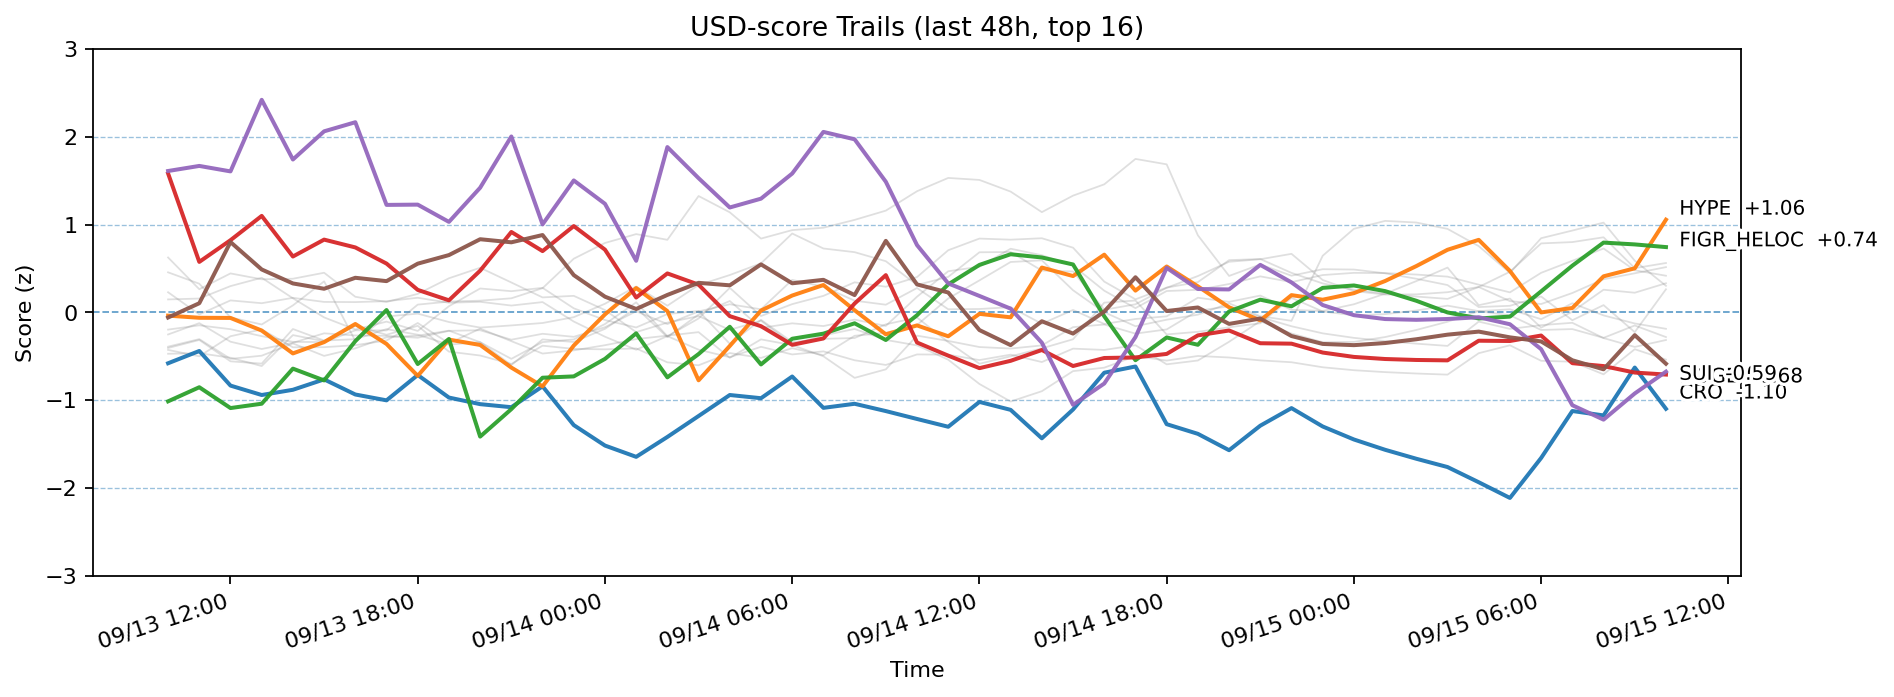 USD-score Trails (last 48h, top 16)
Score (z)
3
2
1
0
−1
−2
−3
HYPE +1.06
FIGR_HELOC +0.74
SUI -0.59
CRO -1.10
09/13 12:00
09/13 18:00
09/14 00:00
09/14 06:00
09/14 12:00
09/14 18:00
09/15 00:00
09/15 06:00
09/15 12:00
Time